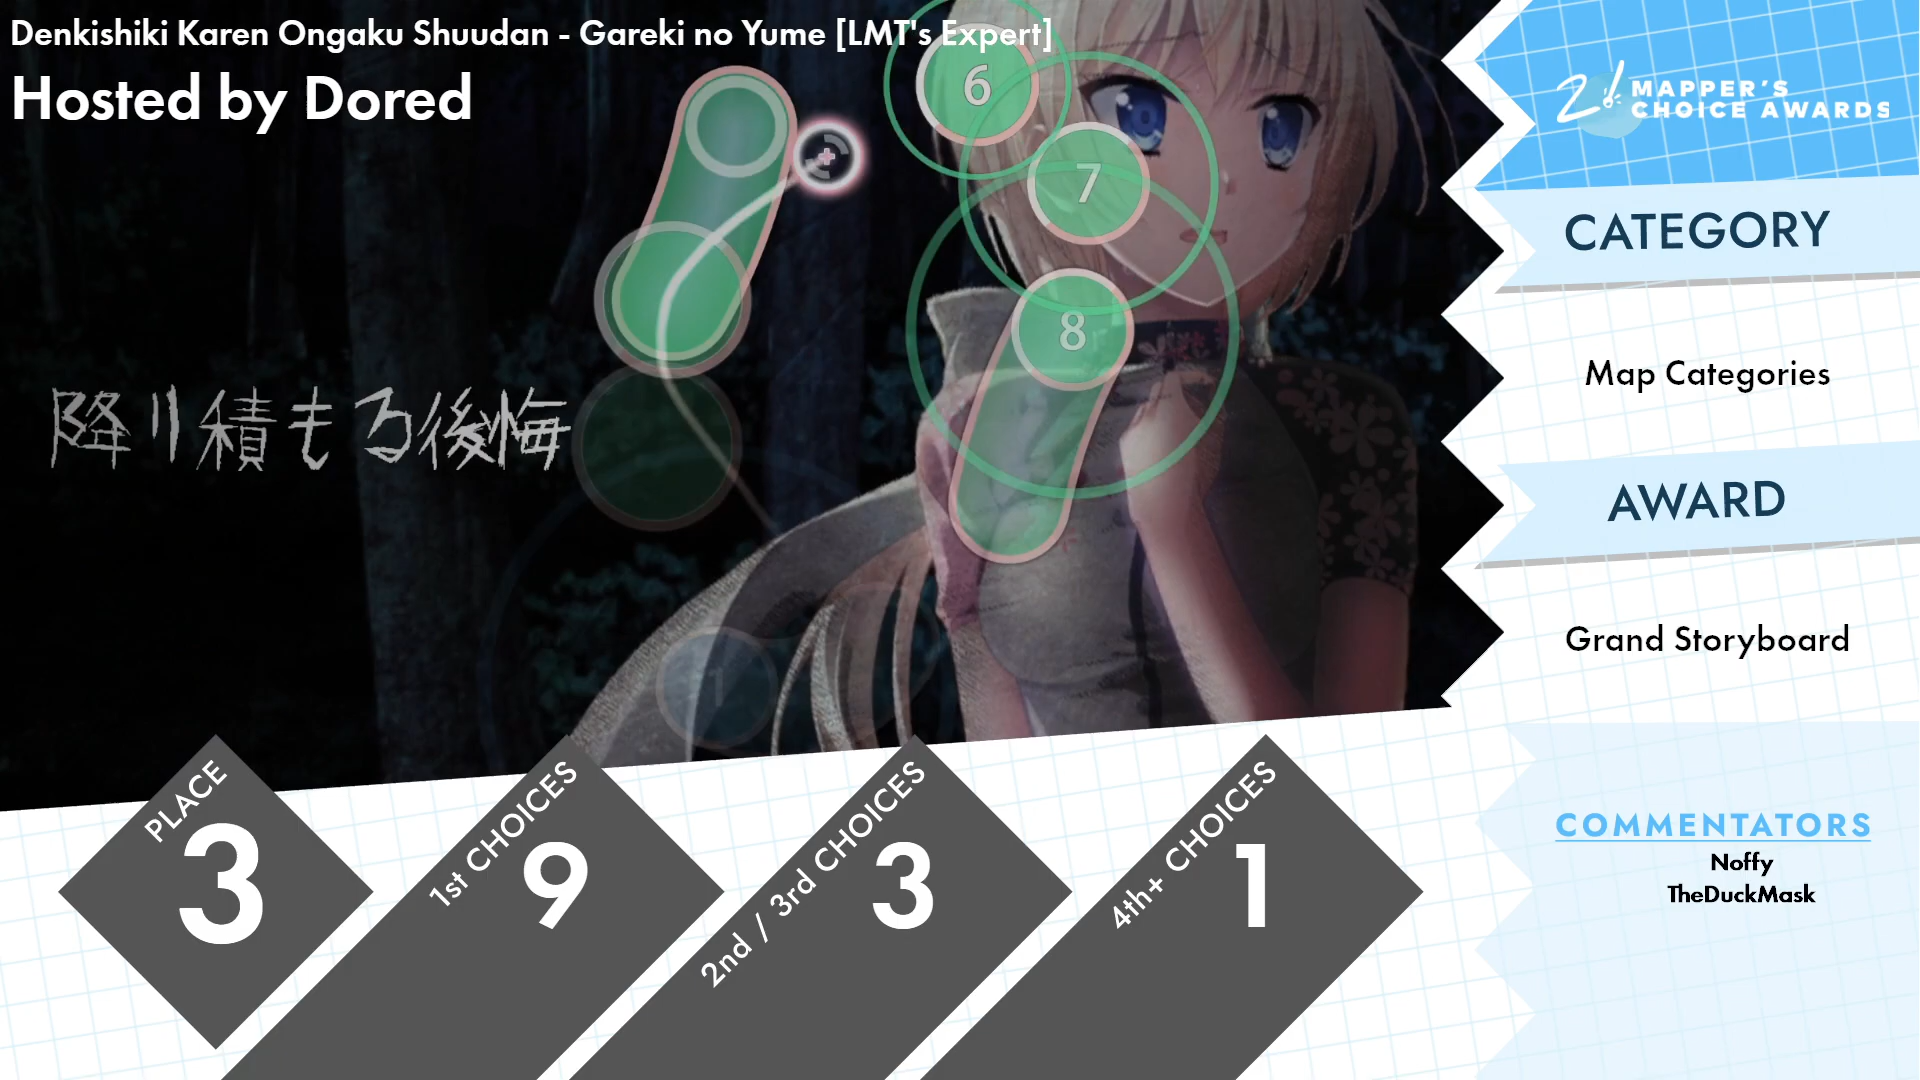 Denkishiki Karen Ongaku Shuudan - Gareki no Yume [LMT's Expert]
Hosted by Dored
6
7
8
降り積もる後悔
1
2! MAPPER'S
CHOICE AWARDS
CATEGORY
Map Categories
AWARD
Grand Storyboard
COMMENTATORS
Noffy
TheDuckMask
PLACE
3
1st CHOICES
9
2nd / 3rd CHOICES
3
4th+ CHOICES
1